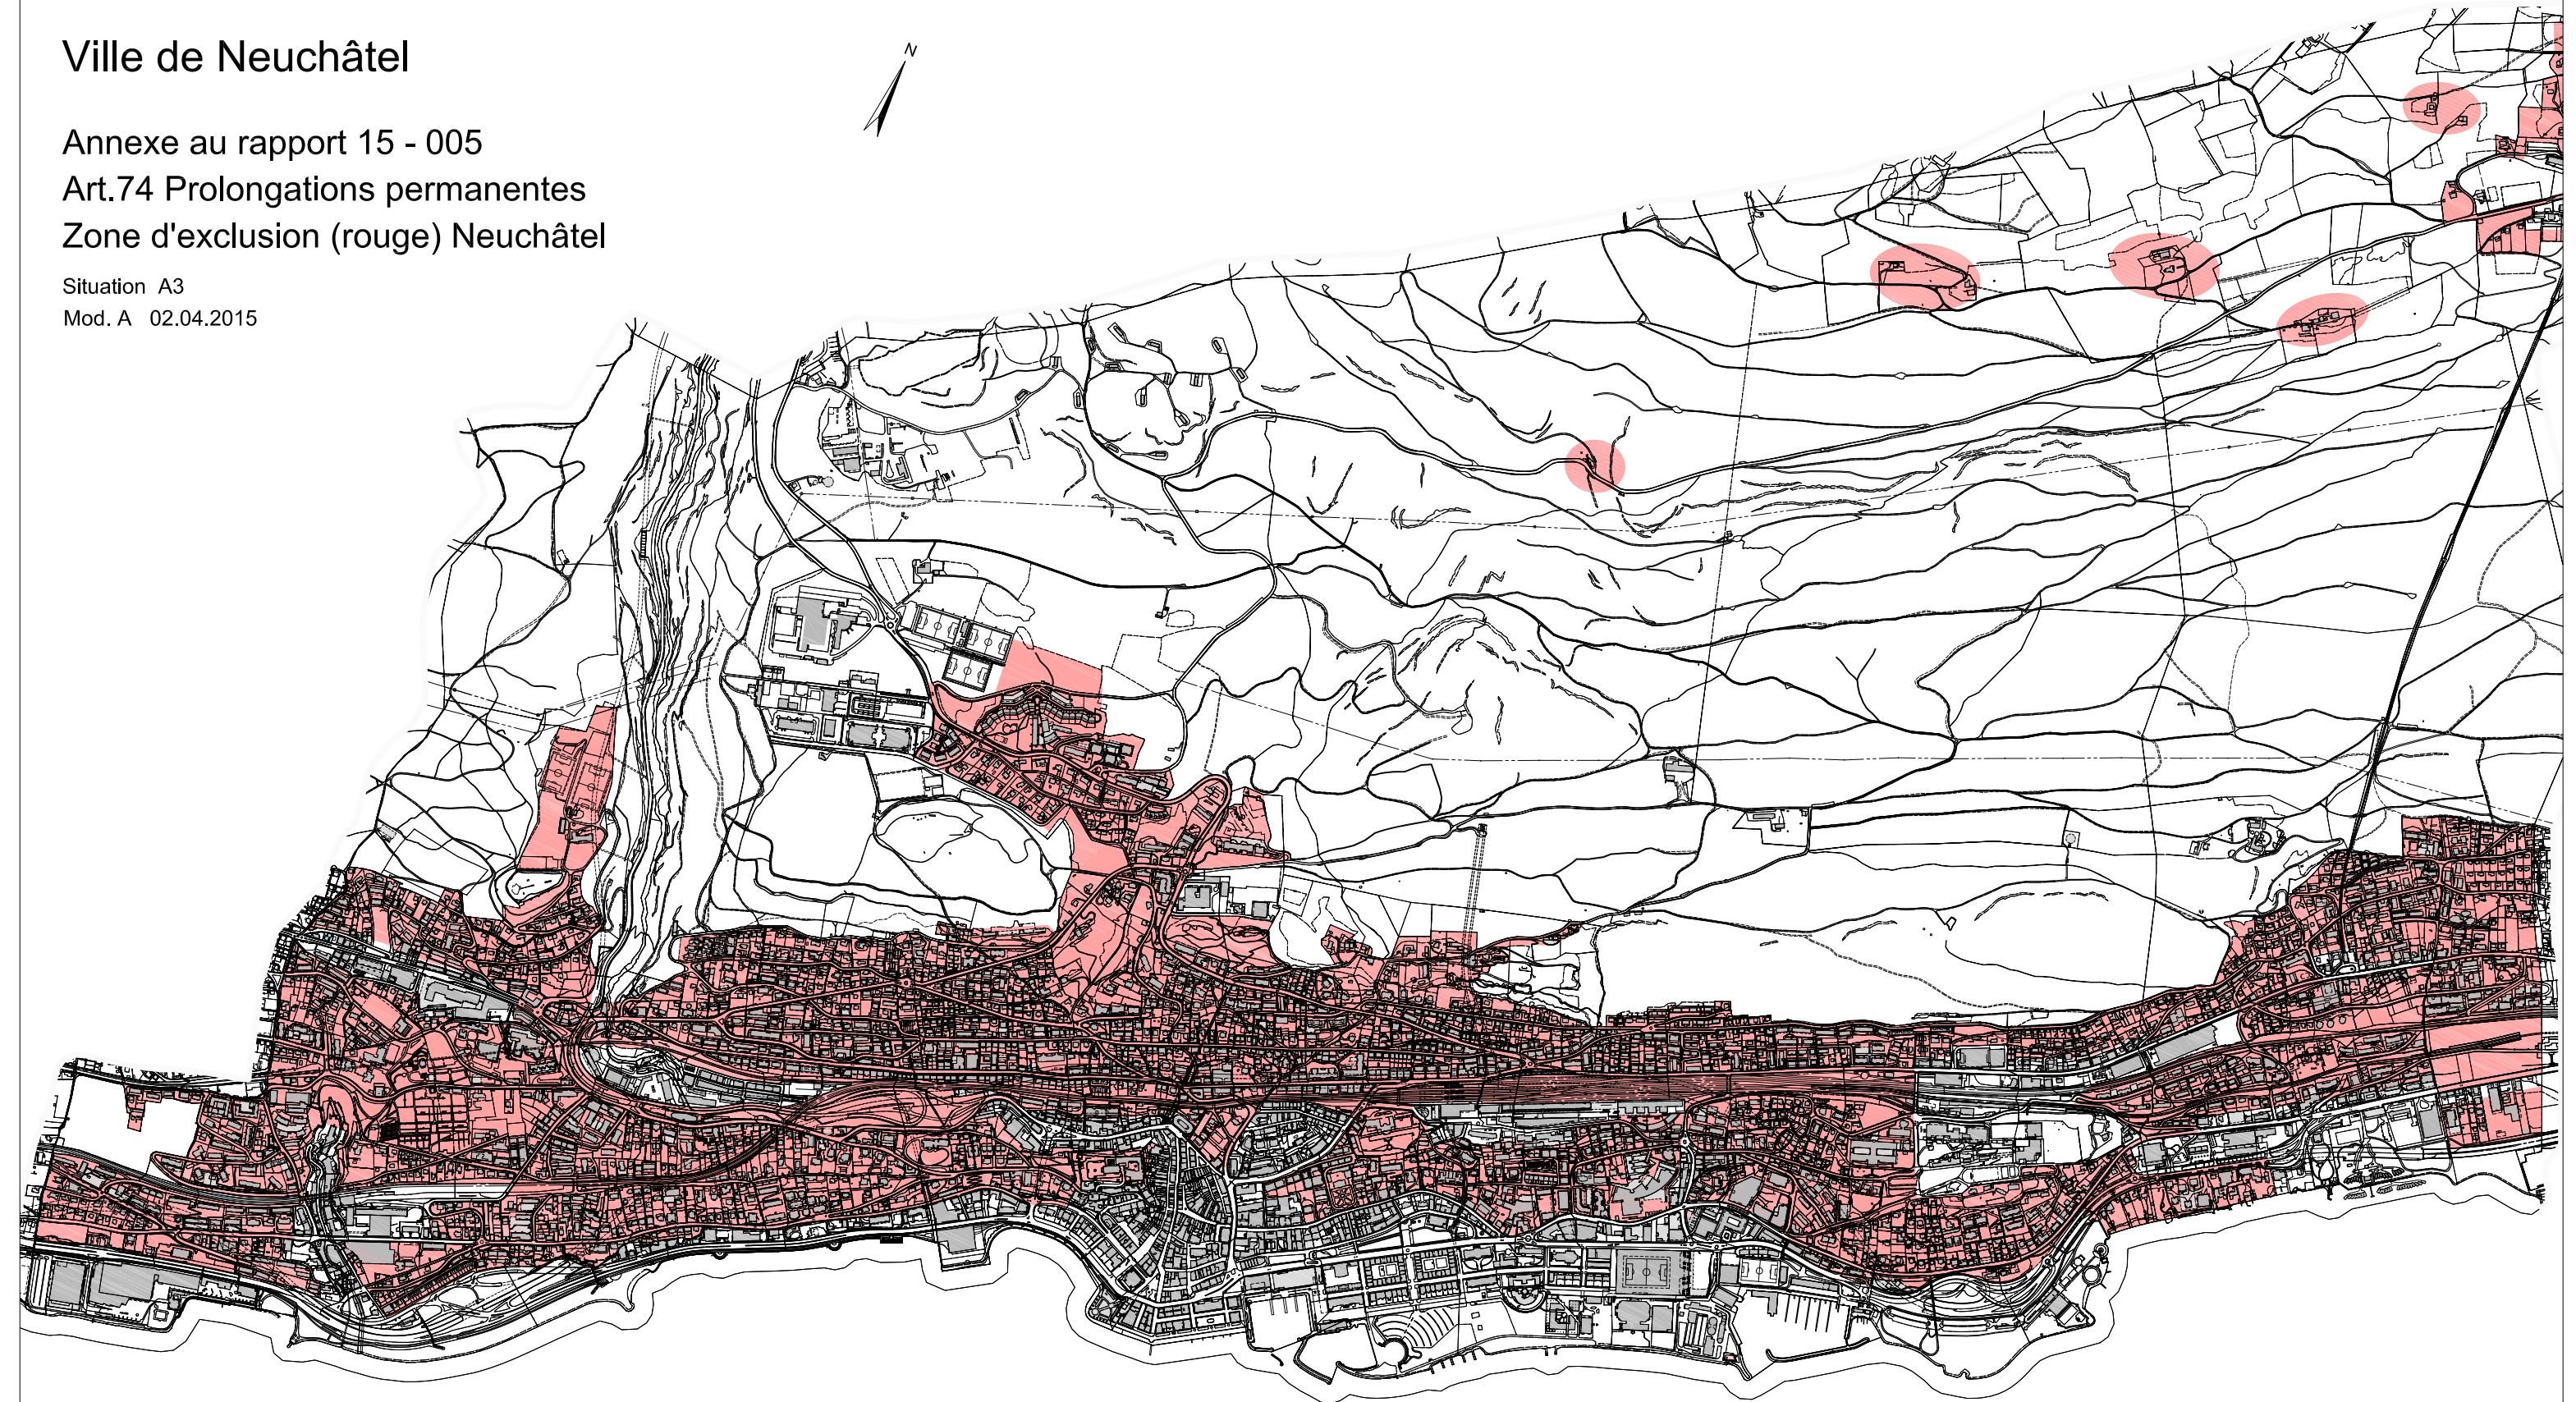 Ville de Neuchâtel
N
Annexe au rapport 15 - 005
Art.74 Prolongations permanentes
Zone d'exclusion (rouge) Neuchâtel
Situation A3
Mod. A 02.04.2015